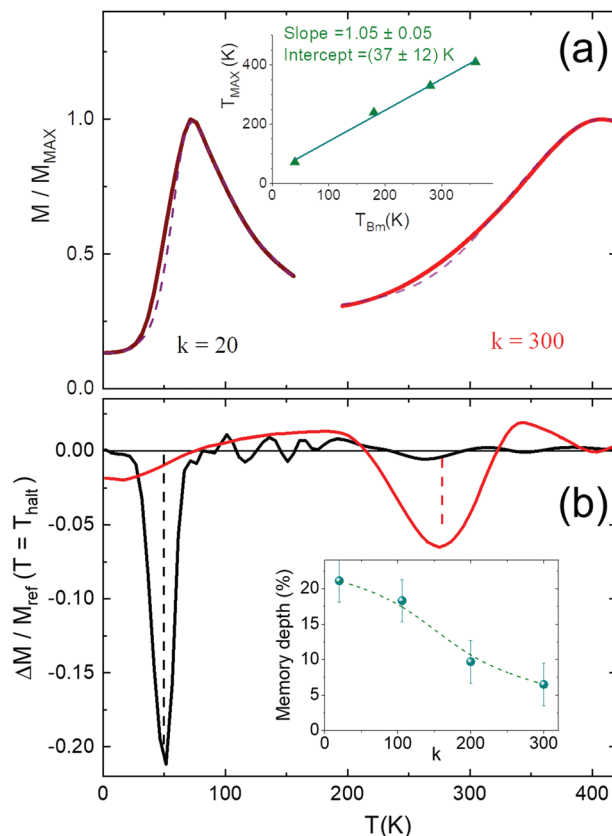 (a)
Slope =1.05 ± 0.05
Intercept =(37 ± 12) K
T_MAX (K)
400
200
0
0 100 200 300
T_Bm(K)
M / M_MAX
1.0
0.5
0.0
k = 20
k = 300
(b)
ΔM / M_ref (T = T_halt)
0.00
-0.05
-0.10
-0.15
-0.20
Memory depth (%)
20
15
10
5
0
0 100 200 300
k
0 100 200 300 400
T(K)